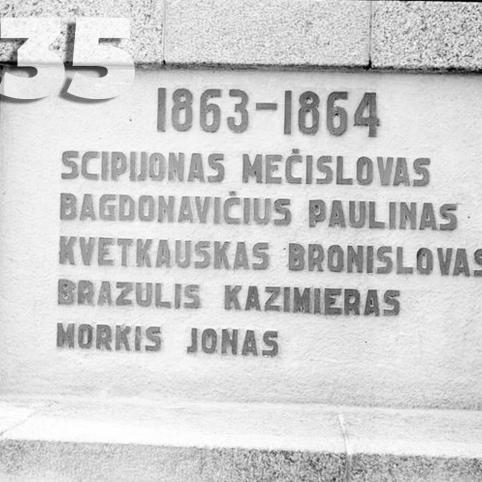 35
1863-1864
SCIPIJONAS MEČISLOVAS
BAGDONAVIČIUS PAULINAS
KVETKAUSKAS BRONISLOVAS
BRAZULIS KAZIMIERAS
MORKIS JONAS